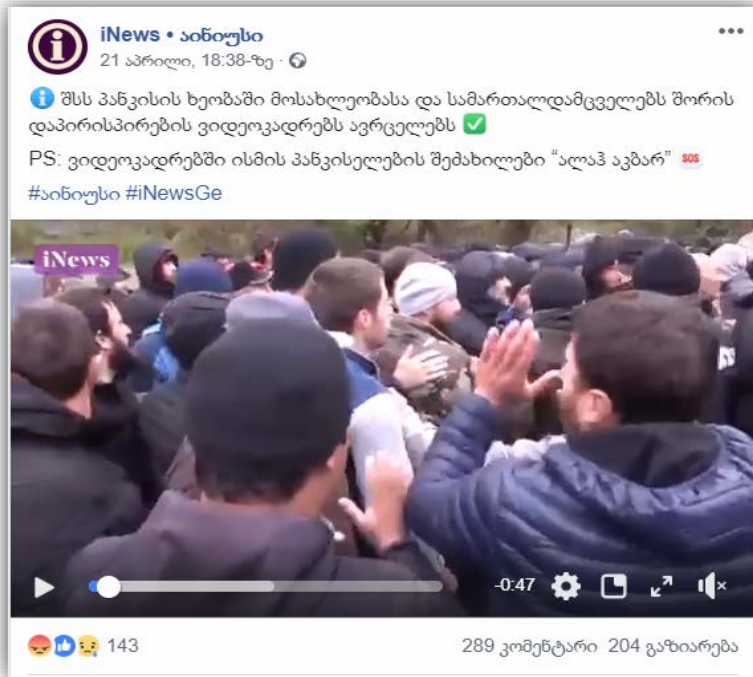 iNews • აინიუსი
21 აპრილი, 18:38-ზე
შსს პანკისის ხეობაში მოსახლეობასა და სამართალდამცველებს შორის
დაპირისპირების ვიდეოკადრებს ავრცელებს
PS: ვიდეოკადრებში ისმის პანკისელების შეძახილები “ალაჰ აკბარ” SOS
#აინიუსი #iNewsGe
iNews
-0:47
143 289 კომენტარი 204 გაზიარება